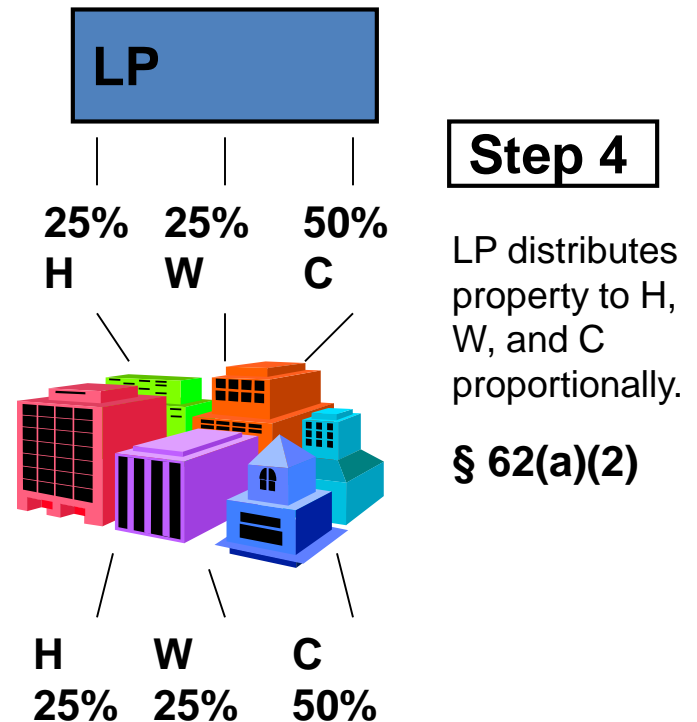 LP
25% 25% 50%
H W C
Step 4
LP distributes
property to H,
W, and C
proportionally.
§ 62(a)(2)
H W C
25% 25% 50%